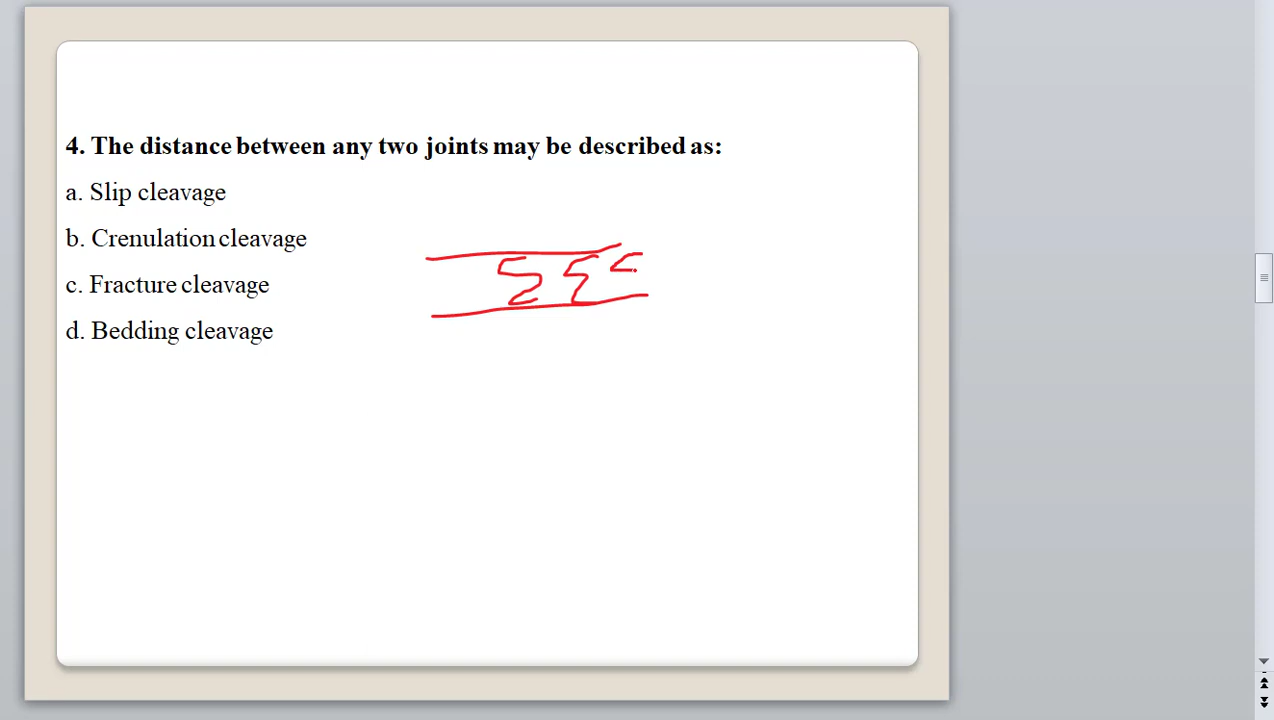 4. The distance between any two joints may be described as:
a. Slip cleavage
b. Crenulation cleavage
c. Fracture cleavage
d. Bedding cleavage